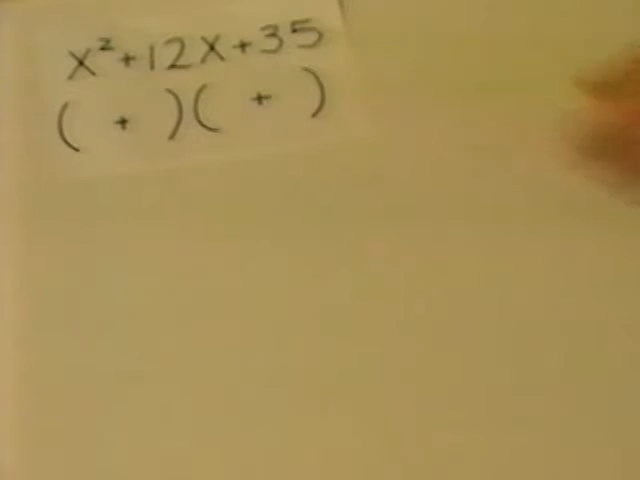 x²+12x+35
( + )( + )